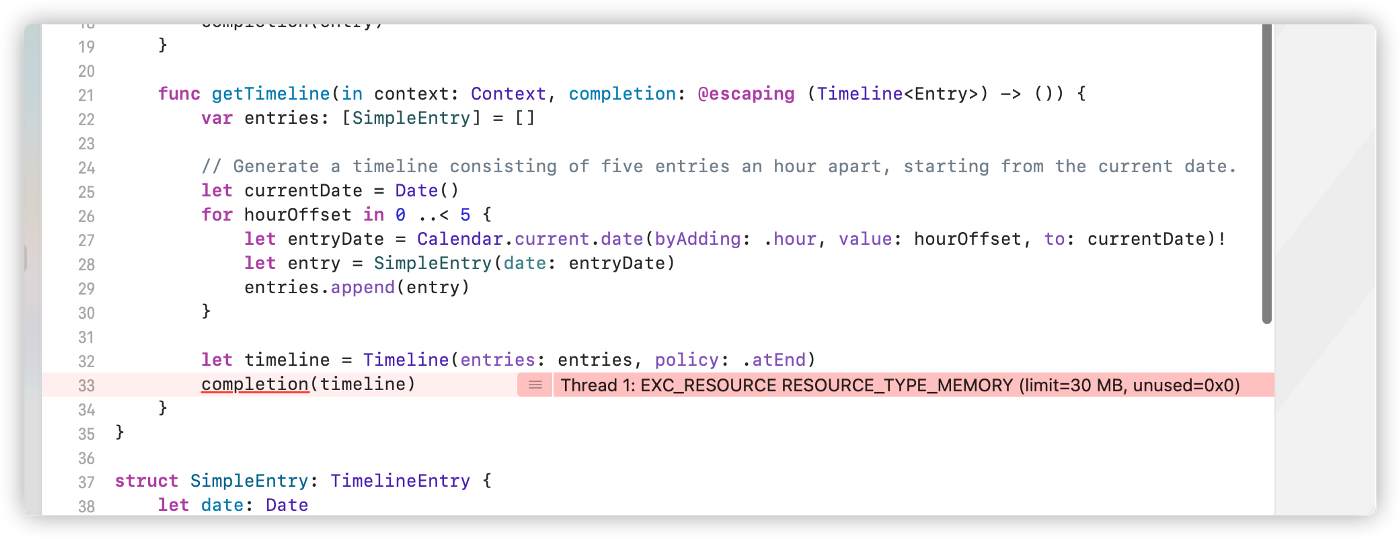 18 completion(entry)
19 }
20
21 func getTimeline(in context: Context, completion: @escaping (Timeline<Entry>) -> ()) {
22 var entries: [SimpleEntry] = []
23
24 // Generate a timeline consisting of five entries an hour apart, starting from the current date.
25 let currentDate = Date()
26 for hourOffset in 0 ..< 5 {
27 let entryDate = Calendar.current.date(byAdding: .hour, value: hourOffset, to: currentDate)!
28 let entry = SimpleEntry(date: entryDate)
29 entries.append(entry)
30 }
31
32 let timeline = Timeline(entries: entries, policy: .atEnd)
33 completion(timeline) Thread 1: EXC_RESOURCE RESOURCE_TYPE_MEMORY (limit=30 MB, unused=0x0)
34 }
35 }
36
37 struct SimpleEntry: TimelineEntry {
38 let date: Date